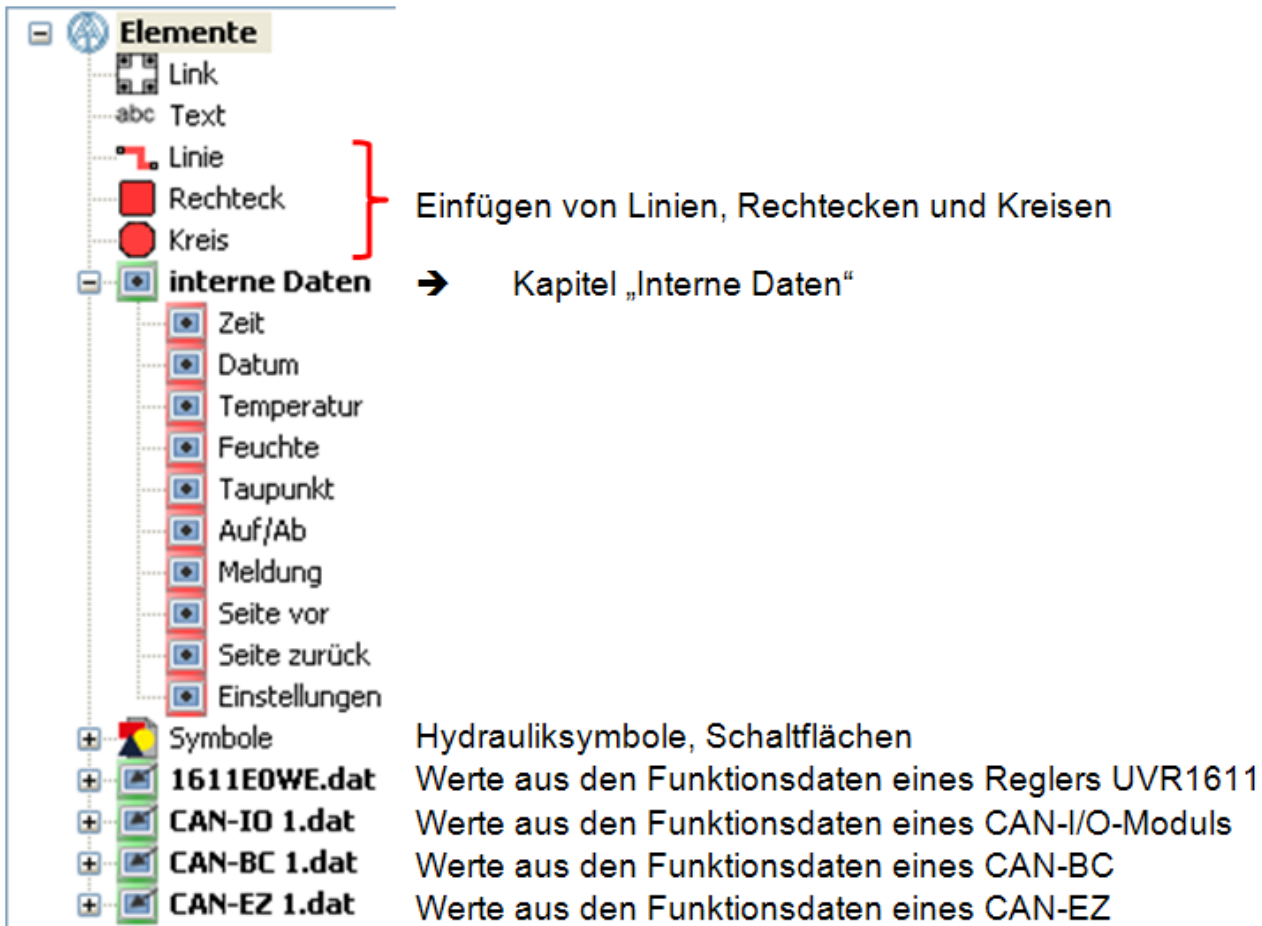 Elemente
Link
abc Text
Linie
Rechteck Einfügen von Linien, Rechtecken und Kreisen
Kreis
interne Daten ➔ Kapitel „Interne Daten“
Zeit
Datum
Temperatur
Feuchte
Taupunkt
Auf/Ab
Meldung
Seite vor
Seite zurück
Einstellungen
Symbole Hydrauliksymbole, Schaltflächen
1611E0WE.dat Werte aus den Funktionsdaten eines Reglers UVR1611
CAN-IO 1.dat Werte aus den Funktionsdaten eines CAN-I/O-Moduls
CAN-BC 1.dat Werte aus den Funktionsdaten eines CAN-BC
CAN-EZ 1.dat Werte aus den Funktionsdaten eines CAN-EZ